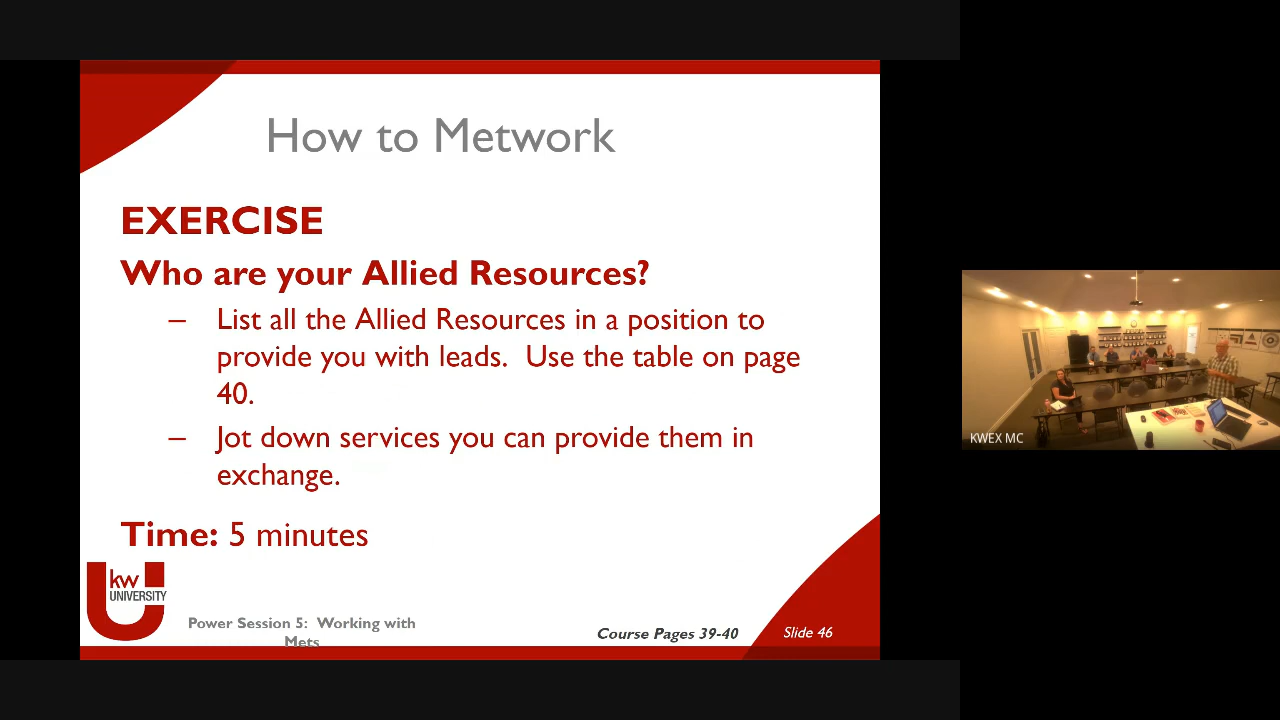 How to Metwork
EXERCISE
Who are your Allied Resources?
– List all the Allied Resources in a position to
provide you with leads.  Use the table on page
40.
– Jot down services you can provide them in
exchange.
Time: 5 minutes
kw
UNIVERSITY
Power Session 5:  Working with
Mets
Course Pages 39-40
Slide 46
KWEX MC